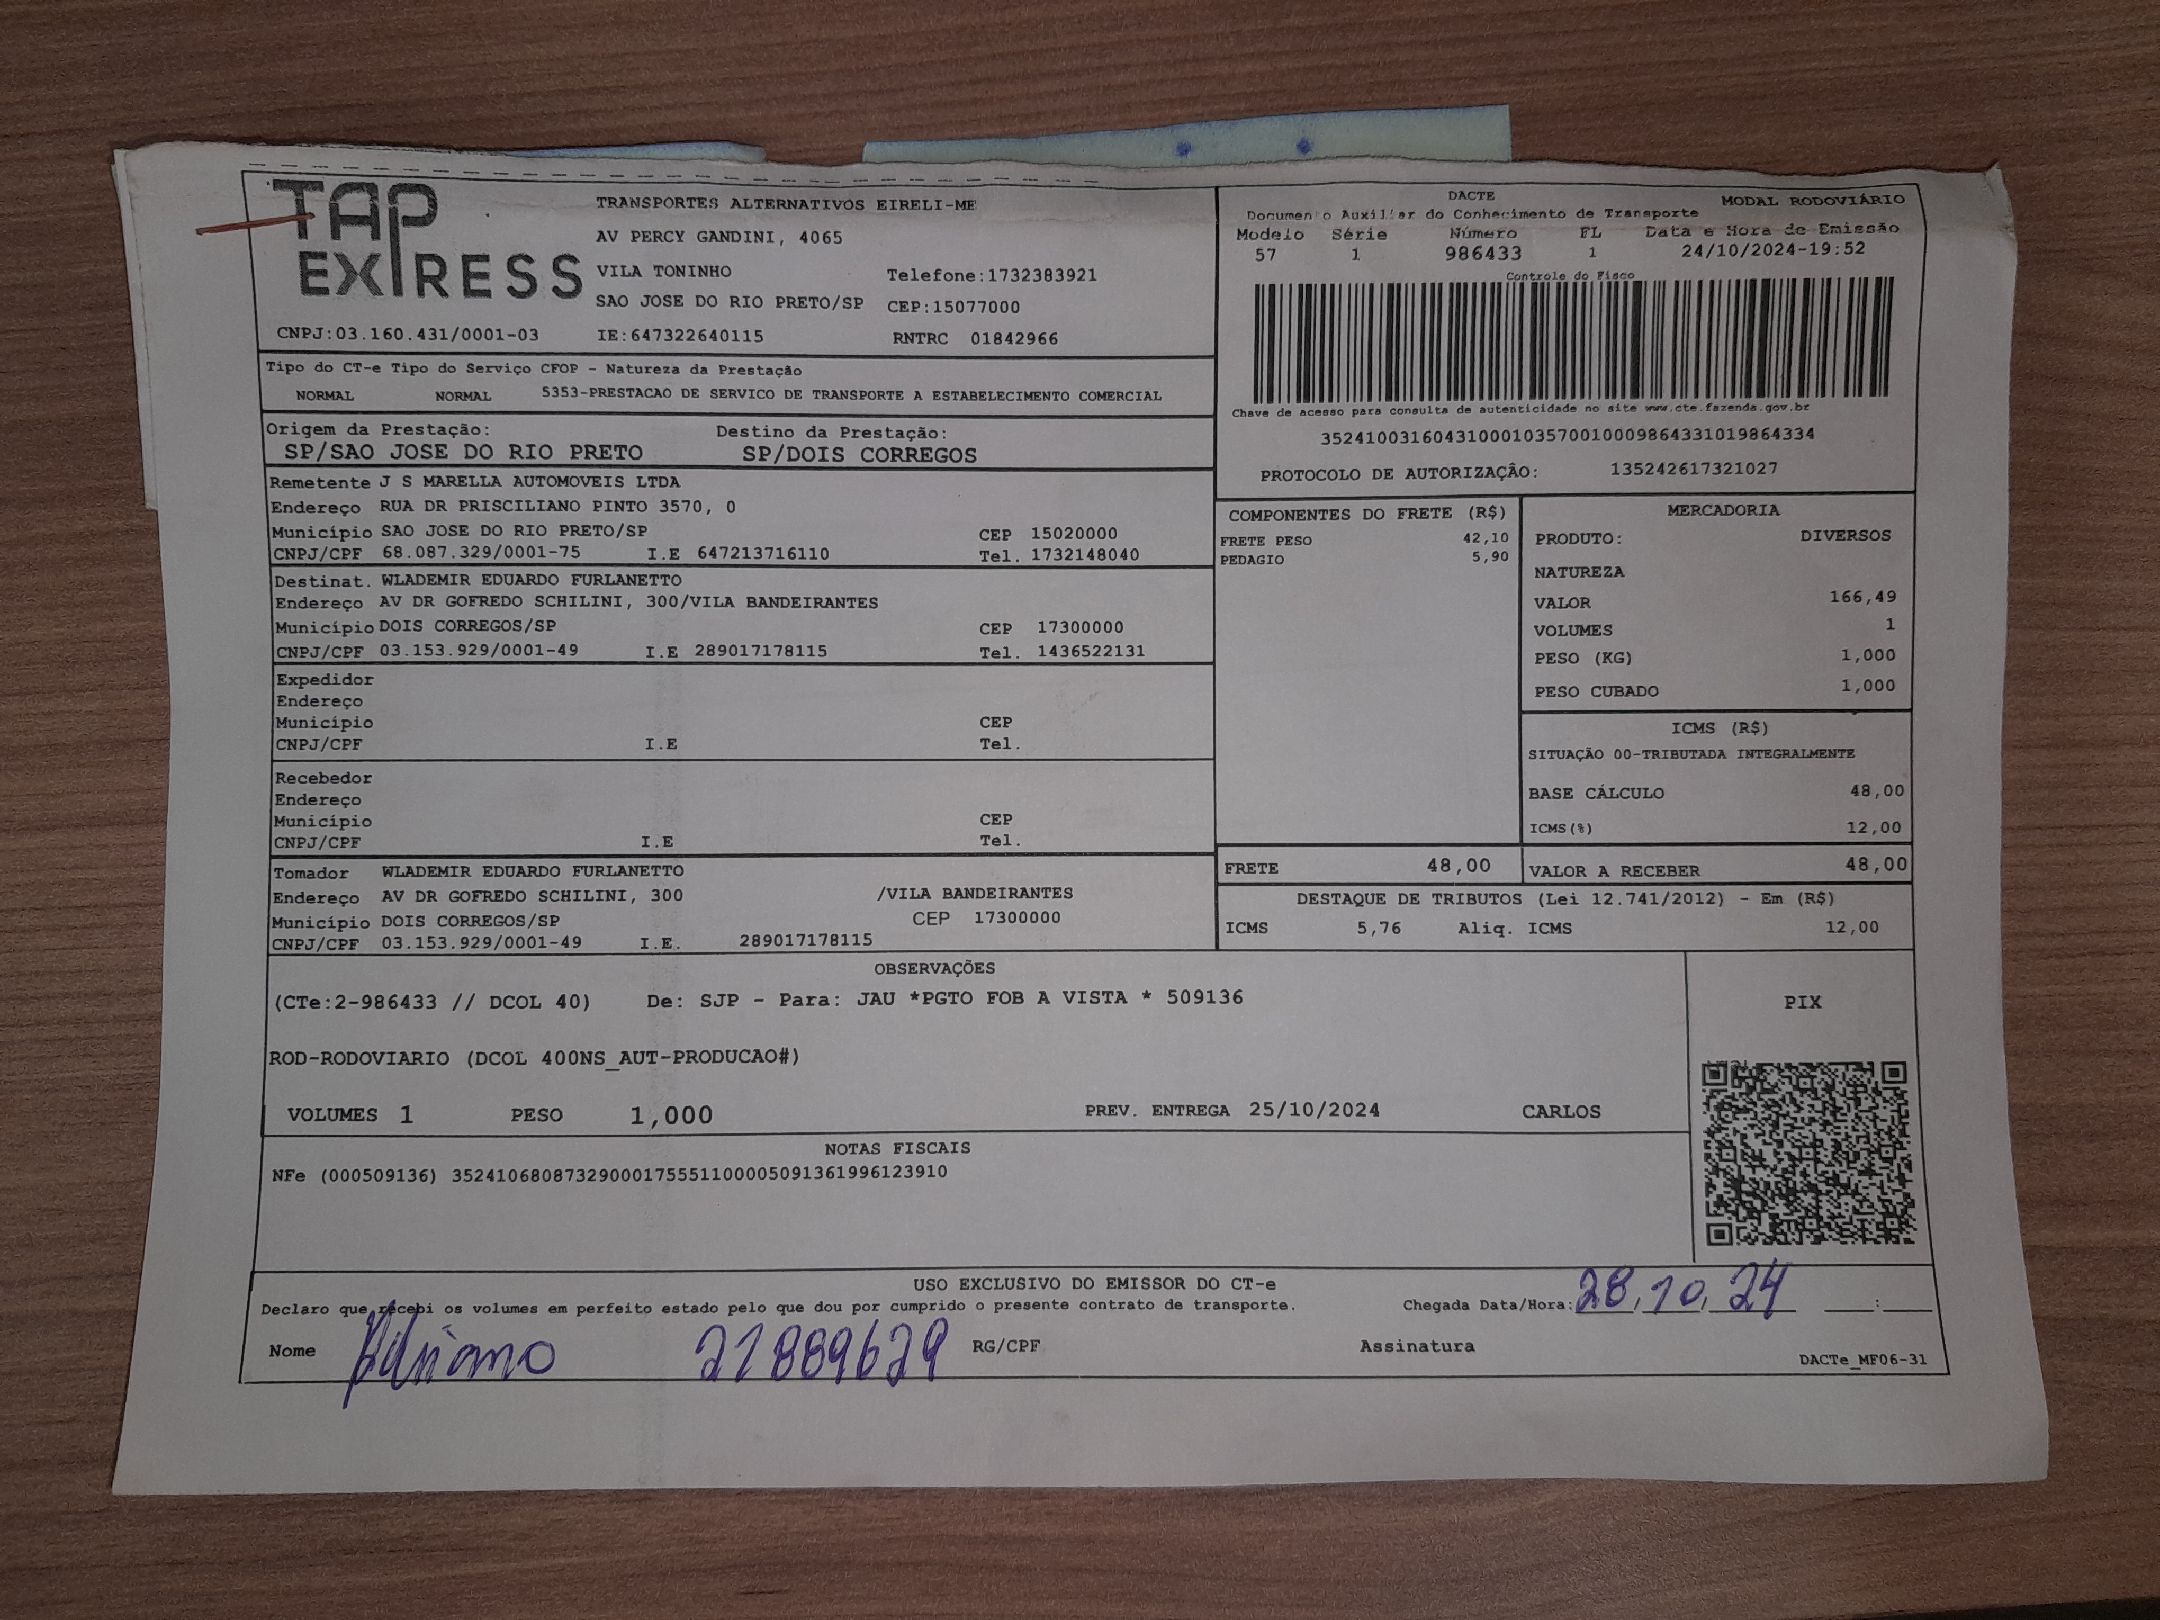 TAP EXPRESS
TRANSPORTES ALTERNATIVOS EIRELI-ME
AV PERCY GANDINI, 4065
VILA TONINHO Telefone:1732383921
SAO JOSE DO RIO PRETO/SP CEP:15077000
CNPJ:03.160.431/0001-03 IE:647322640115 RNTRC 01842966
DACTE MODAL RODOVIÁRIO
Documento Auxiliar do Conhecimento de Transporte
Modelo Série Número FL Data e Hora de Emissão
57 1 986433 1 24/10/2024-19:52
Controle do Fisco
Chave de acesso para consulta de autenticidade no site www.cte.fazenda.gov.br
35241003160431000103570010009864331019864334
PROTOCOLO DE AUTORIZAÇÃO: 135242617321027
Tipo do CT-e Tipo do Serviço CFOP - Natureza da Prestação
NORMAL NORMAL 5353-PRESTACAO DE SERVICO DE TRANSPORTE A ESTABELECIMENTO COMERCIAL
Origem da Prestação: Destino da Prestação:
SP/SAO JOSE DO RIO PRETO SP/DOIS CORREGOS
Remetente J S MARELLA AUTOMOVEIS LTDA
Endereço RUA DR PRISCILIANO PINTO 3570, 0
Município SAO JOSE DO RIO PRETO/SP CEP 15020000
CNPJ/CPF 68.087.329/0001-75 I.E 647213716110 Tel. 1732148040
Destinat. WLADEMIR EDUARDO FURLANETTO
Endereço AV DR GOFREDO SCHILINI, 300/VILA BANDEIRANTES
Município DOIS CORREGOS/SP CEP 17300000
CNPJ/CPF 03.153.929/0001-49 I.E 289017178115 Tel. 1436522131
Expedidor
Endereço
Município CEP
CNPJ/CPF I.E Tel.
Recebedor
Endereço
Município CEP
CNPJ/CPF I.E Tel.
Tomador WLADEMIR EDUARDO FURLANETTO
Endereço AV DR GOFREDO SCHILINI, 300 /VILA BANDEIRANTES
Município DOIS CORREGOS/SP CEP 17300000
CNPJ/CPF 03.153.929/0001-49 I.E. 289017178115
COMPONENTES DO FRETE (R$)
FRETE PESO 42,10
PEDAGIO 5,90
MERCADORIA
PRODUTO: DIVERSOS
NATUREZA
VALOR 166,49
VOLUMES 1
PESO (KG) 1,000
PESO CUBADO 1,000
ICMS (R$)
SITUAÇÃO 00-TRIBUTADA INTEGRALMENTE
BASE CÁLCULO 48,00
ICMS(%) 12,00
FRETE 48,00 VALOR A RECEBER 48,00
DESTAQUE DE TRIBUTOS (Lei 12.741/2012) - Em (R$)
ICMS 5,76 Aliq. ICMS 12,00
OBSERVAÇÕES
(CTe:2-986433 // DCOL 40) De: SJP - Para: JAU *PGTO FOB A VISTA * 509136
ROD-RODOVIARIO (DCOL 400NS_AUT-PRODUCAO#)
VOLUMES 1 PESO 1,000 PREV. ENTREGA 25/10/2024 CARLOS
PIX
NOTAS FISCAIS
NFe (000509136) 35241068087329000175551100005091361996123910
USO EXCLUSIVO DO EMISSOR DO CT-e
Declaro que recebi os volumes em perfeito estado pelo que dou por cumprido o presente contrato de transporte. Chegada Data/Hora: 28.10.24 :
Nome Adriano 21889629 RG/CPF Assinatura
DACTe_MF06-31